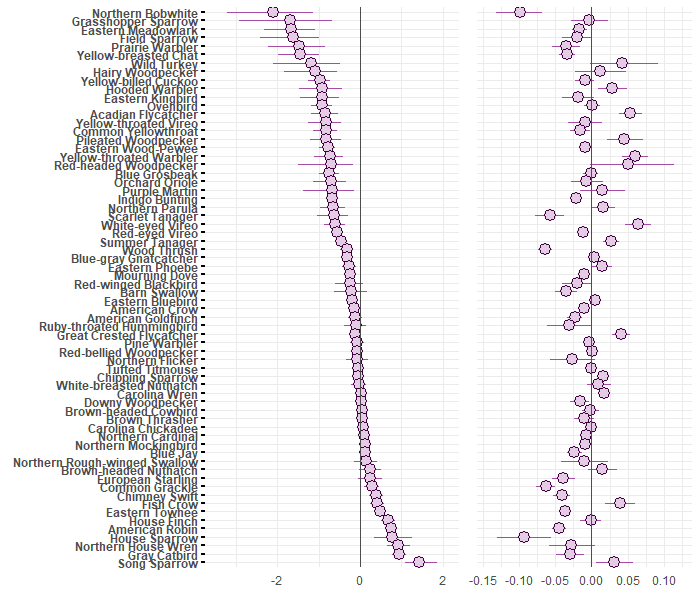 Northern Bobwhite
Grasshopper Sparrow
Eastern Meadowlark
Field Sparrow
Prairie Warbler
Yellow-breasted Chat
Wild Turkey
Hairy Woodpecker
Yellow-billed Cuckoo
Hooded Warbler
Eastern Kingbird
Ovenbird
Acadian Flycatcher
Yellow-throated Vireo
Common Yellowthroat
Pileated Woodpecker
Eastern Wood-Pewee
Yellow-throated Warbler
Red-headed Woodpecker
Blue Grosbeak
Orchard Oriole
Purple Martin
Indigo Bunting
Northern Parula
Scarlet Tanager
White-eyed Vireo
Red-eyed Vireo
Summer Tanager
Wood Thrush
Blue-gray Gnatcatcher
Eastern Phoebe
Mourning Dove
Red-winged Blackbird
Barn Swallow
Eastern Bluebird
American Crow
American Goldfinch
Ruby-throated Hummingbird
Great Crested Flycatcher
Pine Warbler
Red-bellied Woodpecker
Northern Flicker
Tufted Titmouse
Chipping Sparrow
White-breasted Nuthatch
Carolina Wren
Downy Woodpecker
Brown-headed Cowbird
Brown Thrasher
Carolina Chickadee
Northern Cardinal
Northern Mockingbird
Blue Jay
Northern Rough-winged Swallow
Brown-headed Nuthatch
European Starling
Common Grackle
Chimney Swift
Fish Crow
Eastern Towhee
House Finch
American Robin
House Sparrow
Northern House Wren
Gray Catbird
Song Sparrow
-2 0 2
-0.15 -0.10 -0.05 0.00 0.05 0.10